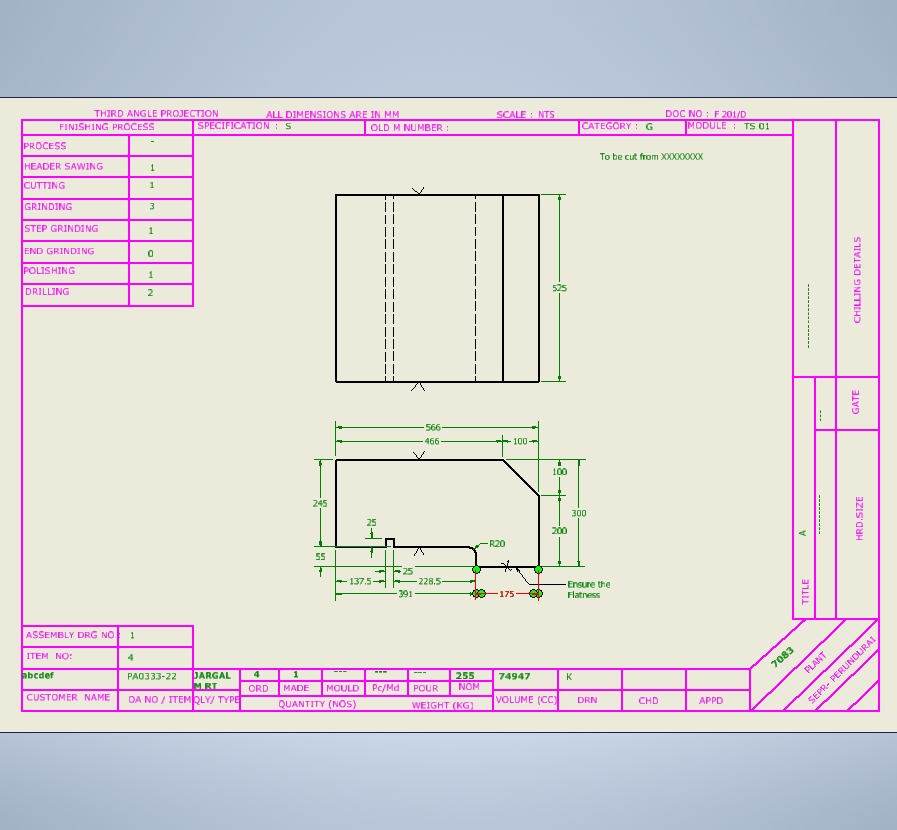 THIRD ANGLE PROJECTION ALL DIMENSIONS ARE IN MM SCALE : NTS DOC NO : F 201/D
FINISHING PROCESS SPECIFICATION : S OLD M NUMBER : CATEGORY : G MODULE : TS 01
PROCESS -
HEADER SAWING 1
CUTTING 1
GRINDING 3
STEP GRINDING 1
END GRINDING 0
POLISHING 1
DRILLING 2
To be cut from XXXXXXXX
525
566
466 100
100
245
300
200
25
R20
55
25
137.5 228.5
391 175
Ensure the
Flatness
CHILLING DETAILS
GATE
HRD.SIZE
A
TITLE
ASSEMBLY DRG NO: 1
ITEM NO: 4
abcdef PA0333-22 JARGAL 4 1 --- --- --- 255 74947 K
M RT
ORD MADE MOULD Pc/Md POUR NOM
CUSTOMER NAME OA NO / ITEM QLY/ TYPE QUANTITY (NOS) WEIGHT (KG) VOLUME (CC) DRN CHD APPD
7083
PLANT
SEPR- PERUNDURAI